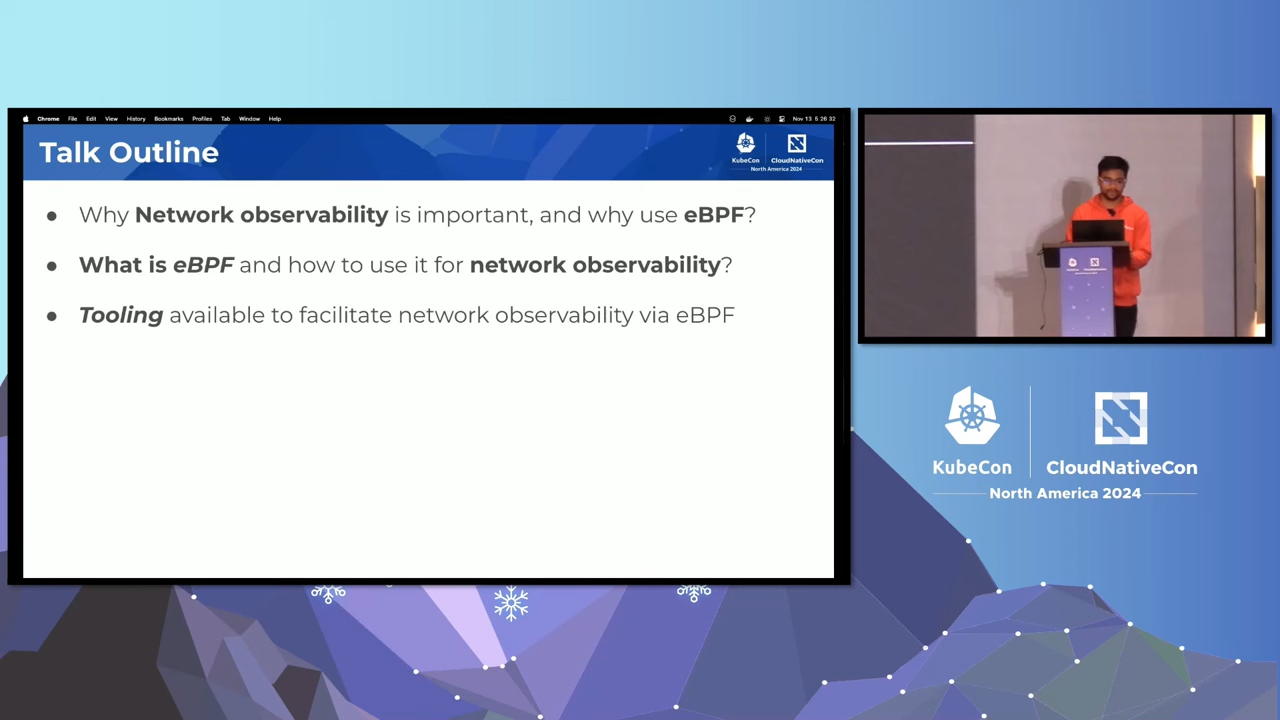 Chrome File Edit View History Bookmarks Profiles Tab Window Help
Nov 13 5 26 32
Talk Outline
KubeCon CloudNativeCon
North America 2024
● Why Network observability is important, and why use eBPF?
● What is eBPF and how to use it for network observability?
● Tooling available to facilitate network observability via eBPF
KubeCon CloudNativeCon
North America 2024